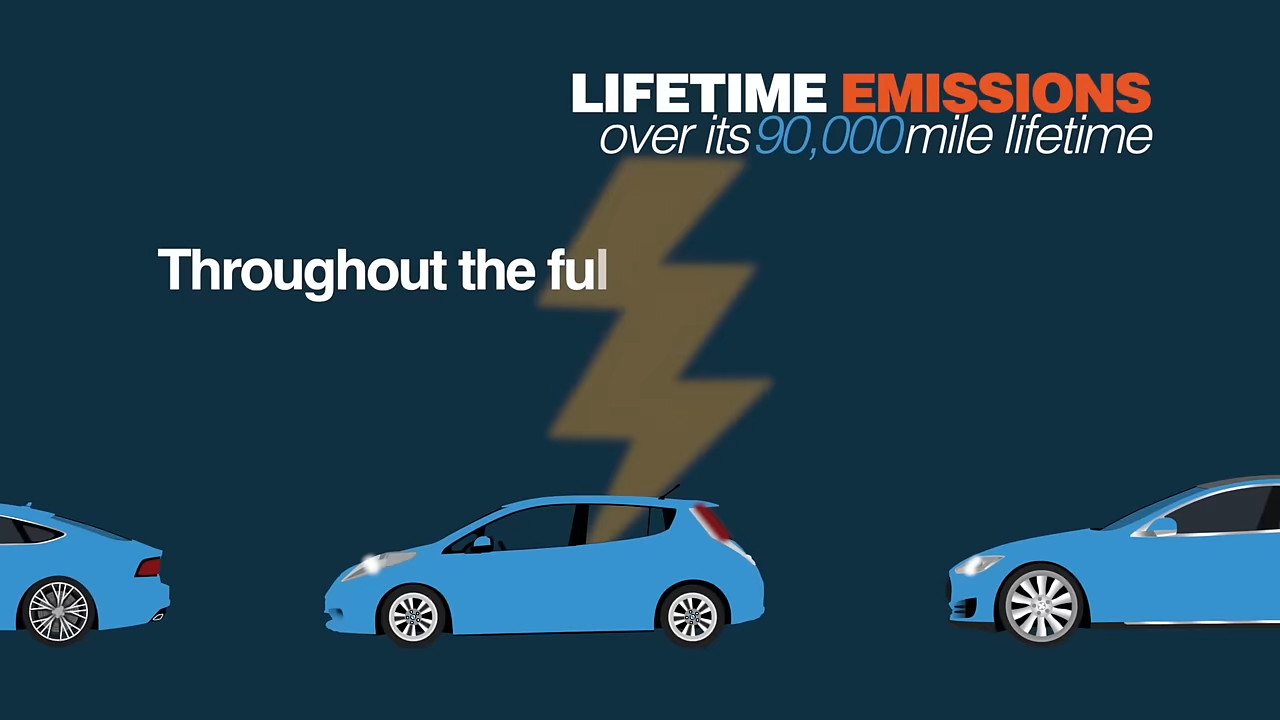 LIFETIME EMISSIONS
over its 90,000 mile lifetime
Throughout the ful